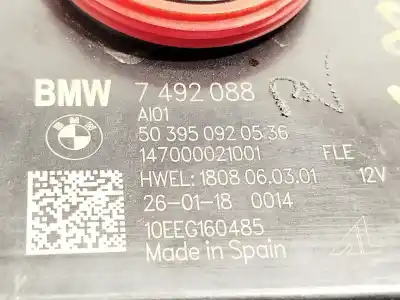 BMW 7 492 088
AI01
50 395 092 05 36
147000021001 FLE
HWEL: 1808 06.03.01 12V
26-01-18 0014
10EEG160485
Made in Spain